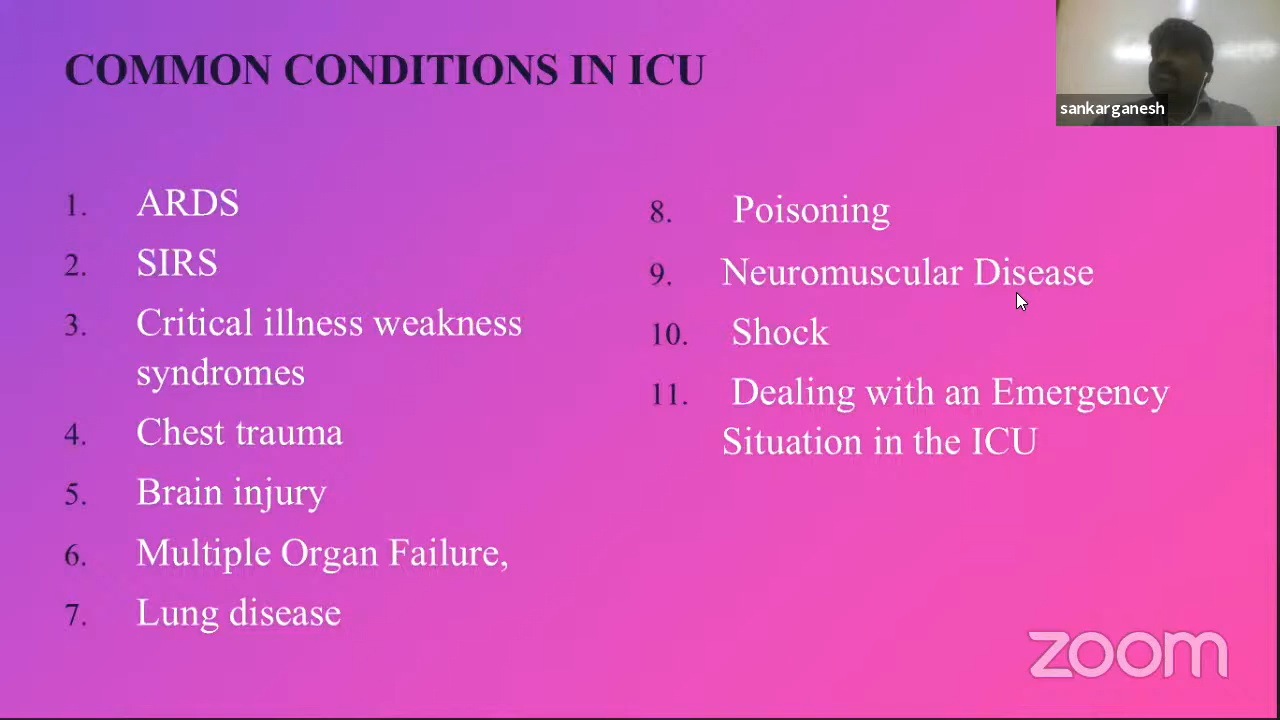 COMMON CONDITIONS IN ICU
sankarganesh
1. ARDS
2. SIRS
3. Critical illness weakness
syndromes
4. Chest trauma
5. Brain injury
6. Multiple Organ Failure,
7. Lung disease
8. Poisoning
9. Neuromuscular Disease
10. Shock
11. Dealing with an Emergency
Situation in the ICU
zoom